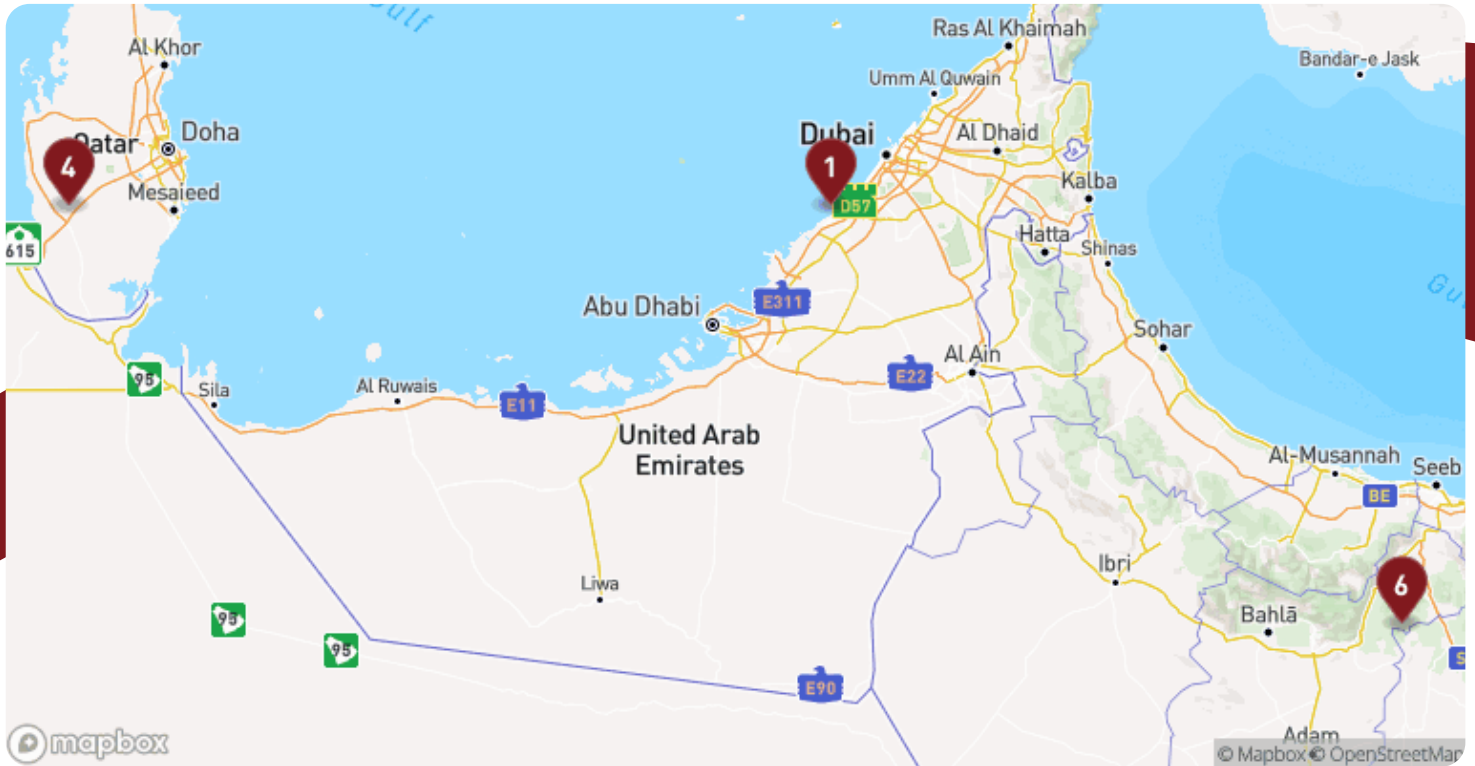 Gulf
Al Khor
Ras Al Khaimah
Bandar-e Jask
Umm Al Quwain
Doha
Qatar
Dubai
Al Dhaid
4
1
Mesaieed
Kalba
D57
615
Hatta
Shinas
Abu Dhabi
E311
Sohar
Al Ain
95
Sila
Al Ruwais
E11
E22
United Arab
Emirates
Al-Musannah
Seeb
BE
Ibri
Liwa
6
Bahlā
95
95
E90
Adam
mapbox
© Mapbox © OpenStreetMap